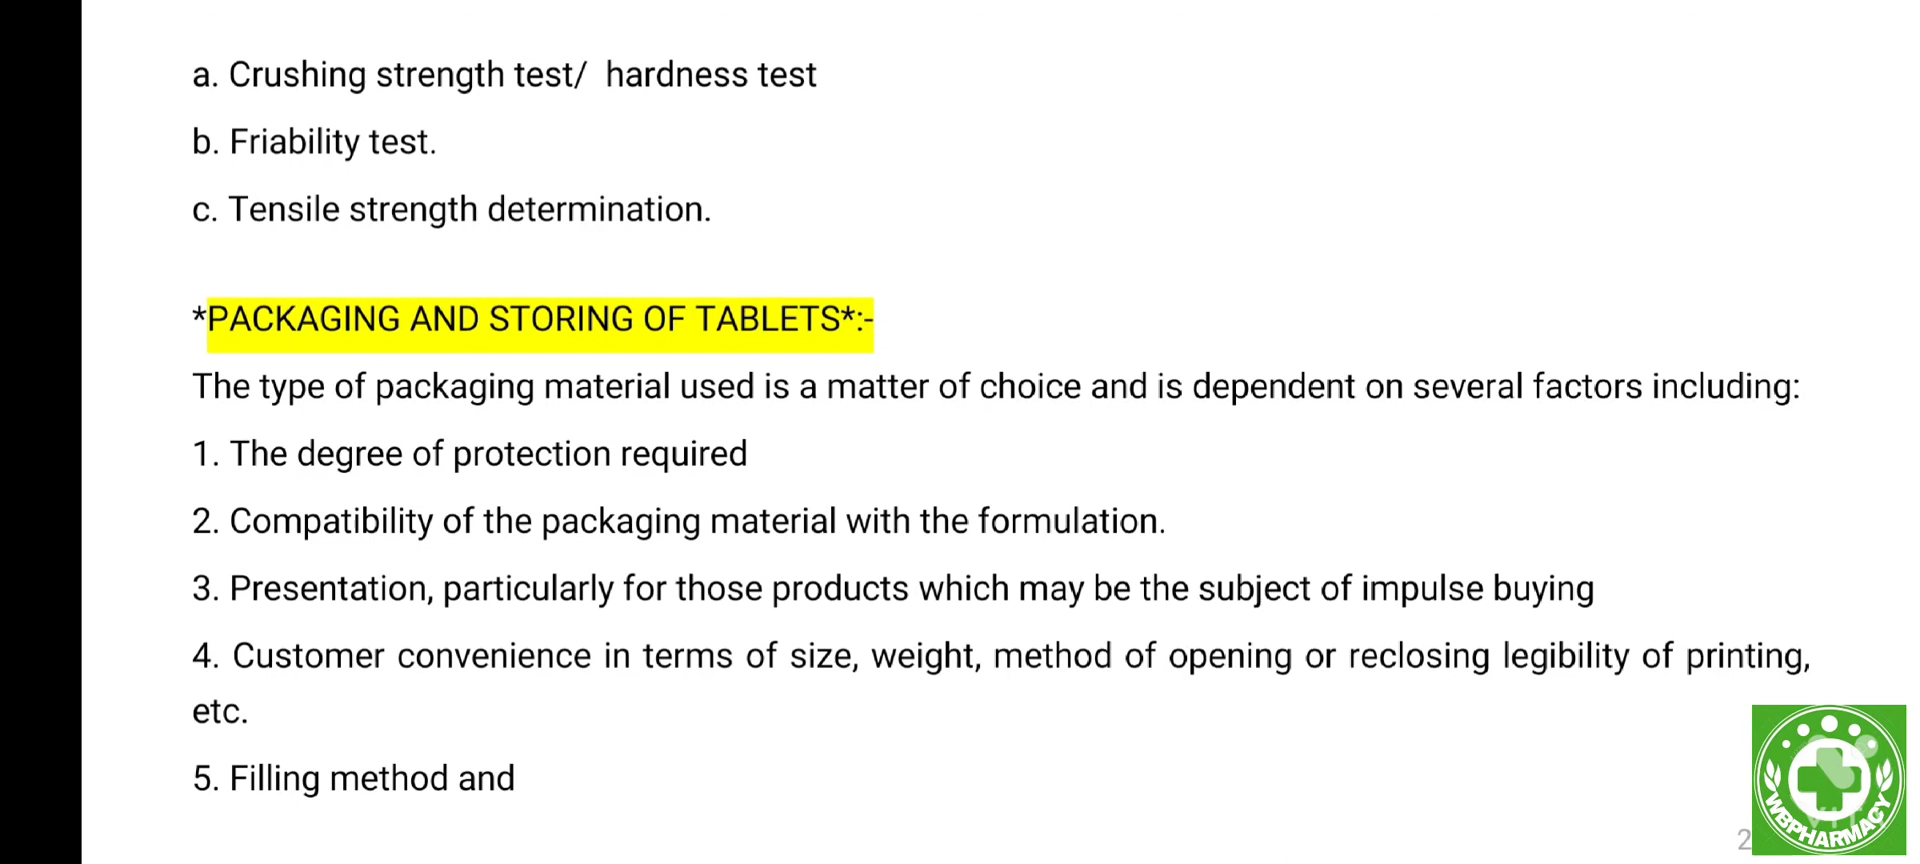 a. Crushing strength test/  hardness test
b. Friability test.
c. Tensile strength determination.
*PACKAGING AND STORING OF TABLETS*:-
The type of packaging material used is a matter of choice and is dependent on several factors including:
1. The degree of protection required
2. Compatibility of the packaging material with the formulation.
3. Presentation, particularly for those products which may be the subject of impulse buying
4. Customer convenience in terms of size, weight, method of opening or reclosing legibility of printing,
etc.
5. Filling method and
2
WBPHARMACY